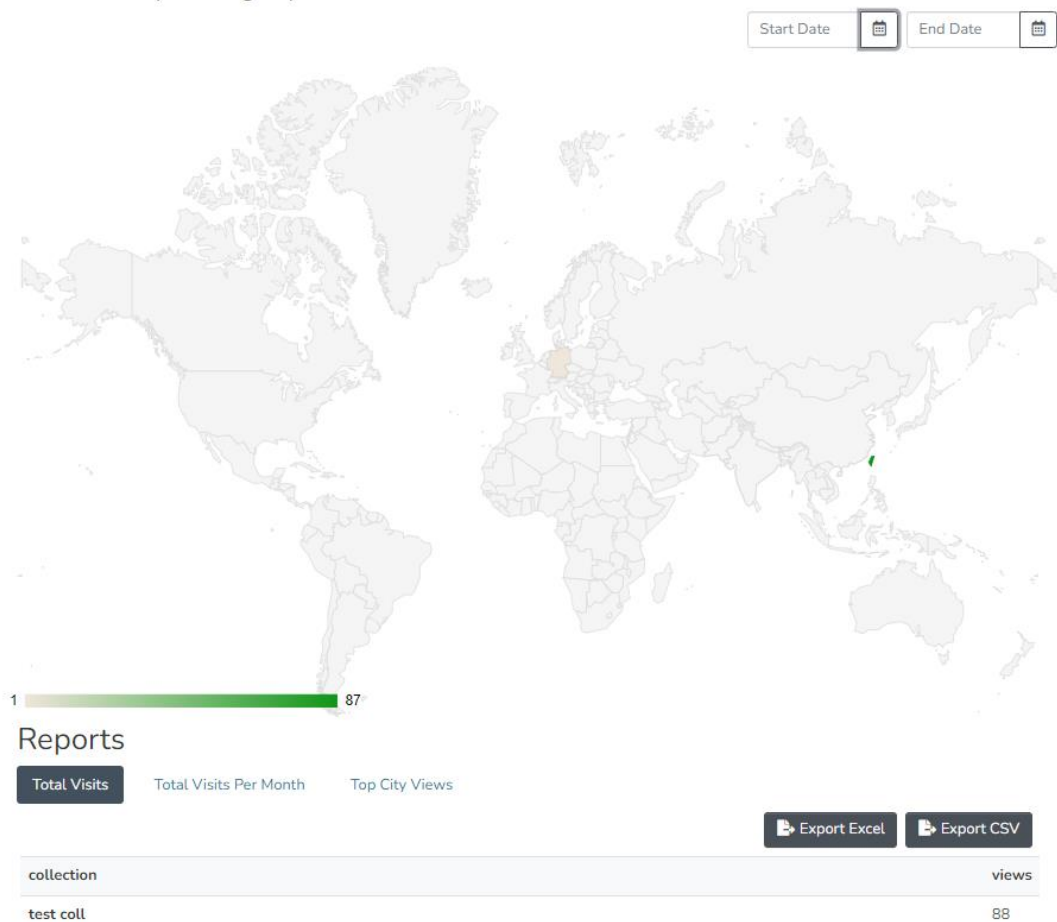 Start Date End Date
1 87
Reports
Total Visits Total Visits Per Month Top City Views
Export Excel Export CSV
collection views
test coll 88